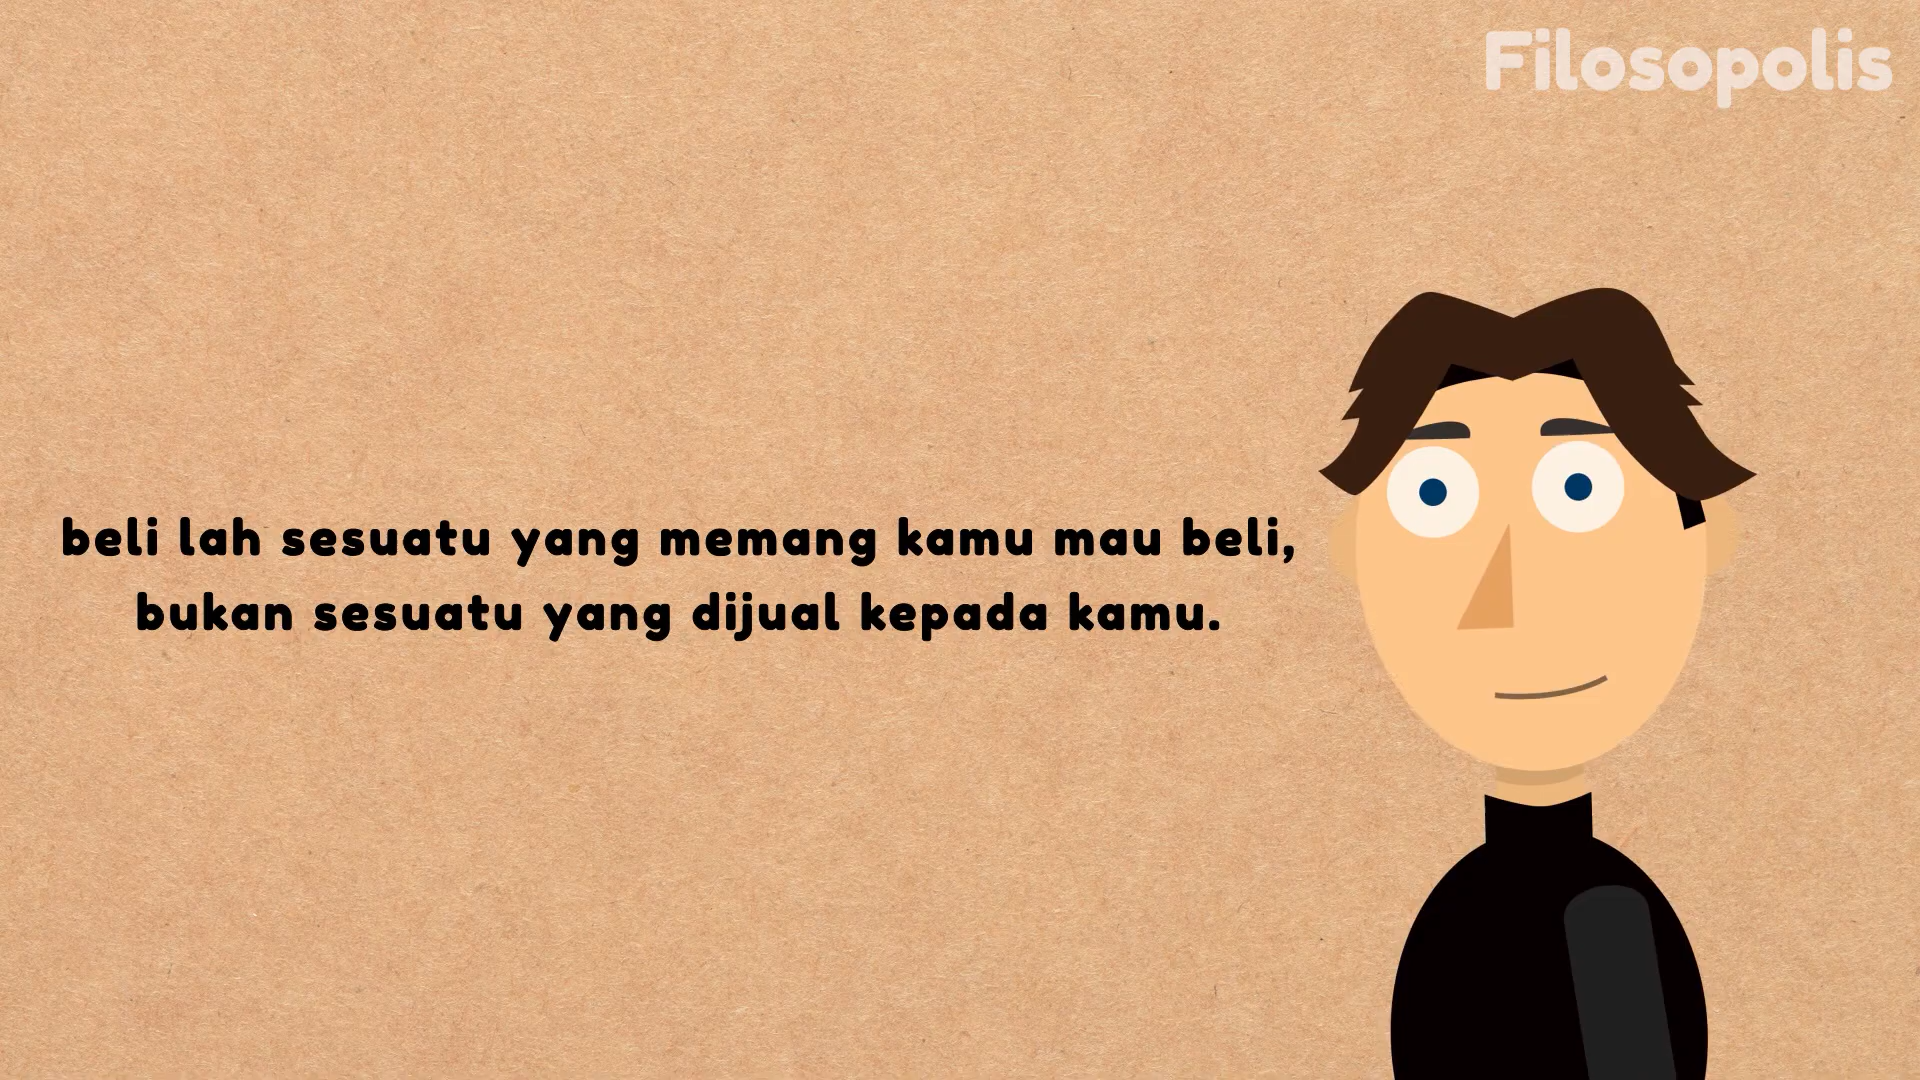 Filosopolis
beli lah sesuatu yang memang kamu mau beli,
bukan sesuatu yang dijual kepada kamu.